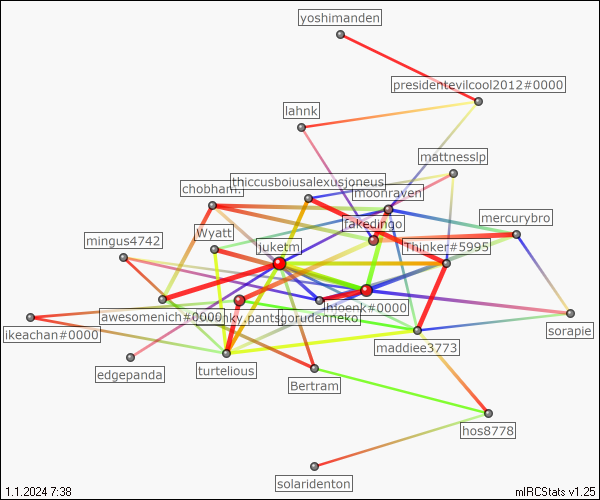 yoshimanden
presidentevilcool2012#0000
lahnk
mattnesslp
thiccusboiusalexusjoneus
chobham.
moonraven
mercurybro
fakedingo
Wyatt
mingus4742
juketm
Thinker#5995
lhioenk#0000
awesomenich#0000
nky.pants
gorudenneko
sorapie
ikeachan#0000
maddiee3773
edgepanda
turtelious
Bertram
hos8778
solaridenton
1.1.2024 7:38
mIRCStats v1.25